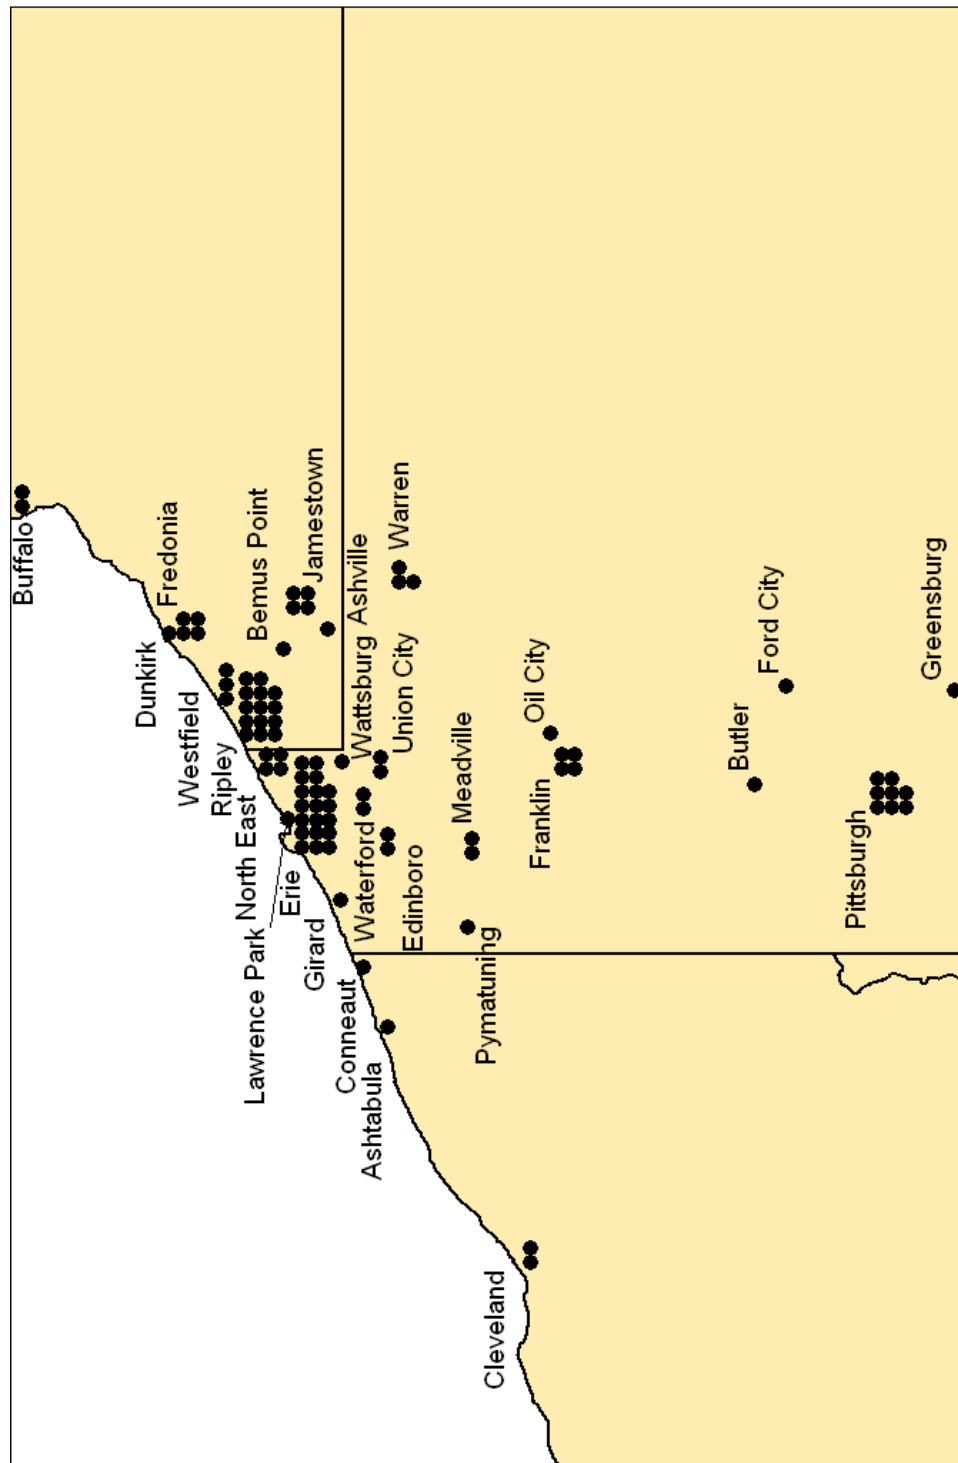 Buffalo
Dunkirk
Fredonia
Westfield
Ripley
Bemus Point
Jamestown
Ashville
North East
Lawrence Park
Erie
Girard
Wattsburg
Union City
Warren
Waterford
Edinboro
Conneaut
Ashtabula
Meadville
Pymatuning
Oil City
Franklin
Cleveland
Butler
Ford City
Pittsburgh
Greensburg